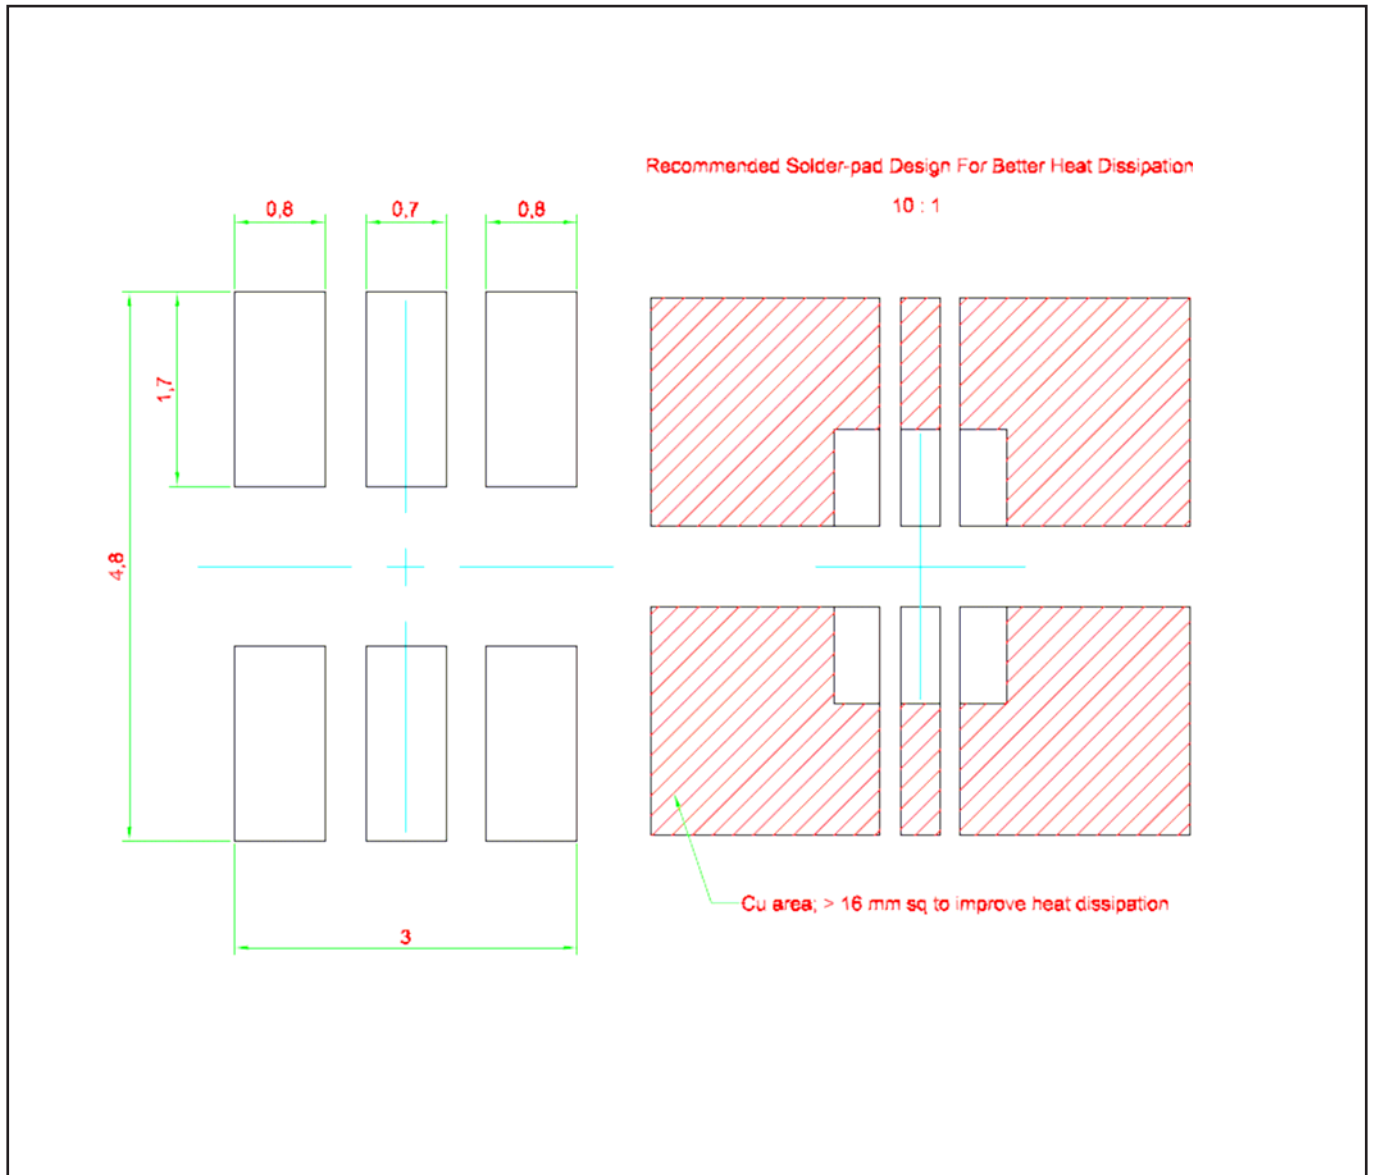 Recommended Solder-pad Design For Better Heat Dissipation
10 : 1
0,8
0,7
0,8
1,7
4,8
Cu area; > 16 mm sq to improve heat dissipation
3